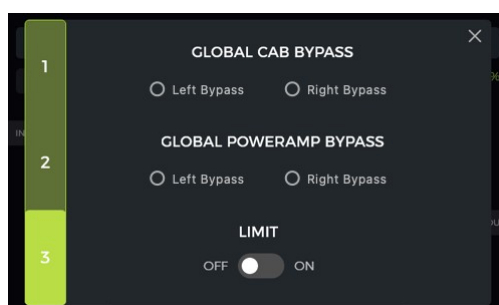 GLOBAL CAB BYPASS
1
Left Bypass Right Bypass
GLOBAL POWERAMP BYPASS
2
Left Bypass Right Bypass
LIMIT
3
OFF ON
IN
%